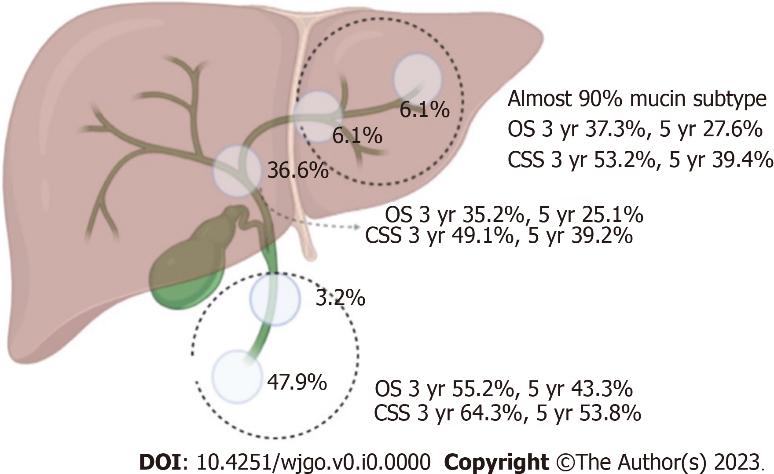 6.1%
6.1%
36.6%
Almost 90% mucin subtype
OS 3 yr 37.3%, 5 yr 27.6%
CSS 3 yr 53.2%, 5 yr 39.4%
OS 3 yr 35.2%, 5 yr 25.1%
CSS 3 yr 49.1%, 5 yr 39.2%
3.2%
47.9%
OS 3 yr 55.2%, 5 yr 43.3%
CSS 3 yr 64.3%, 5 yr 53.8%
DOI: 10.4251/wjgo.v0.i0.0000 Copyright ©The Author(s) 2023.